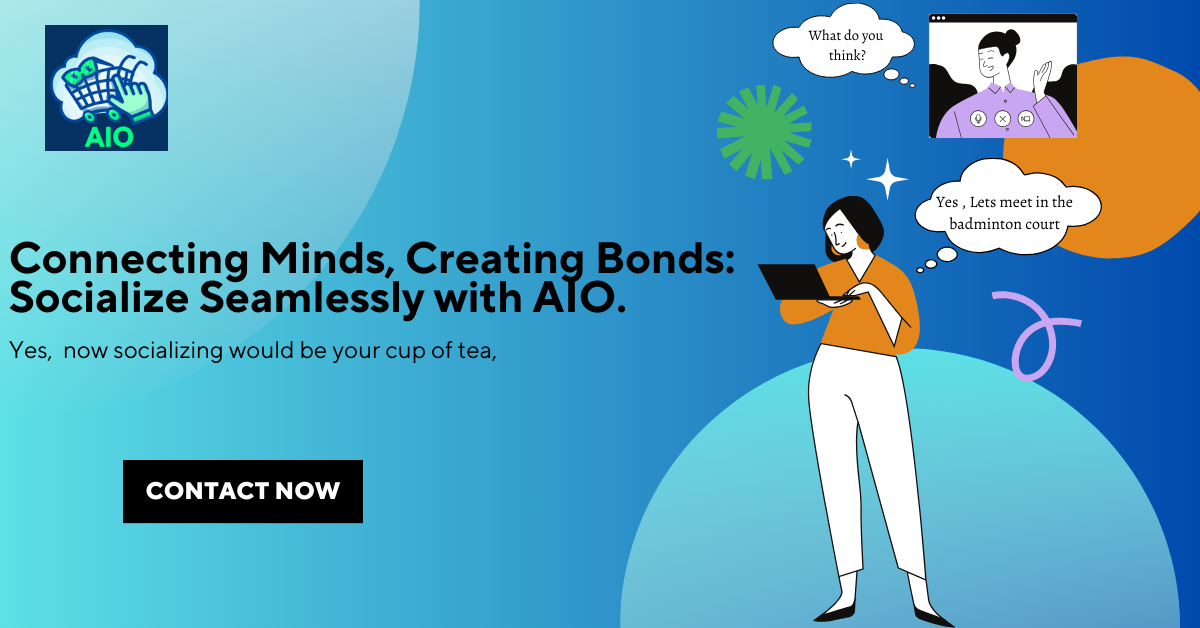 AIO
What do you
think?
Yes , Lets meet in the
badminton court
Connecting Minds, Creating Bonds:
Socialize Seamlessly with AIO.
Yes,  now socializing would be your cup of tea,
CONTACT NOW